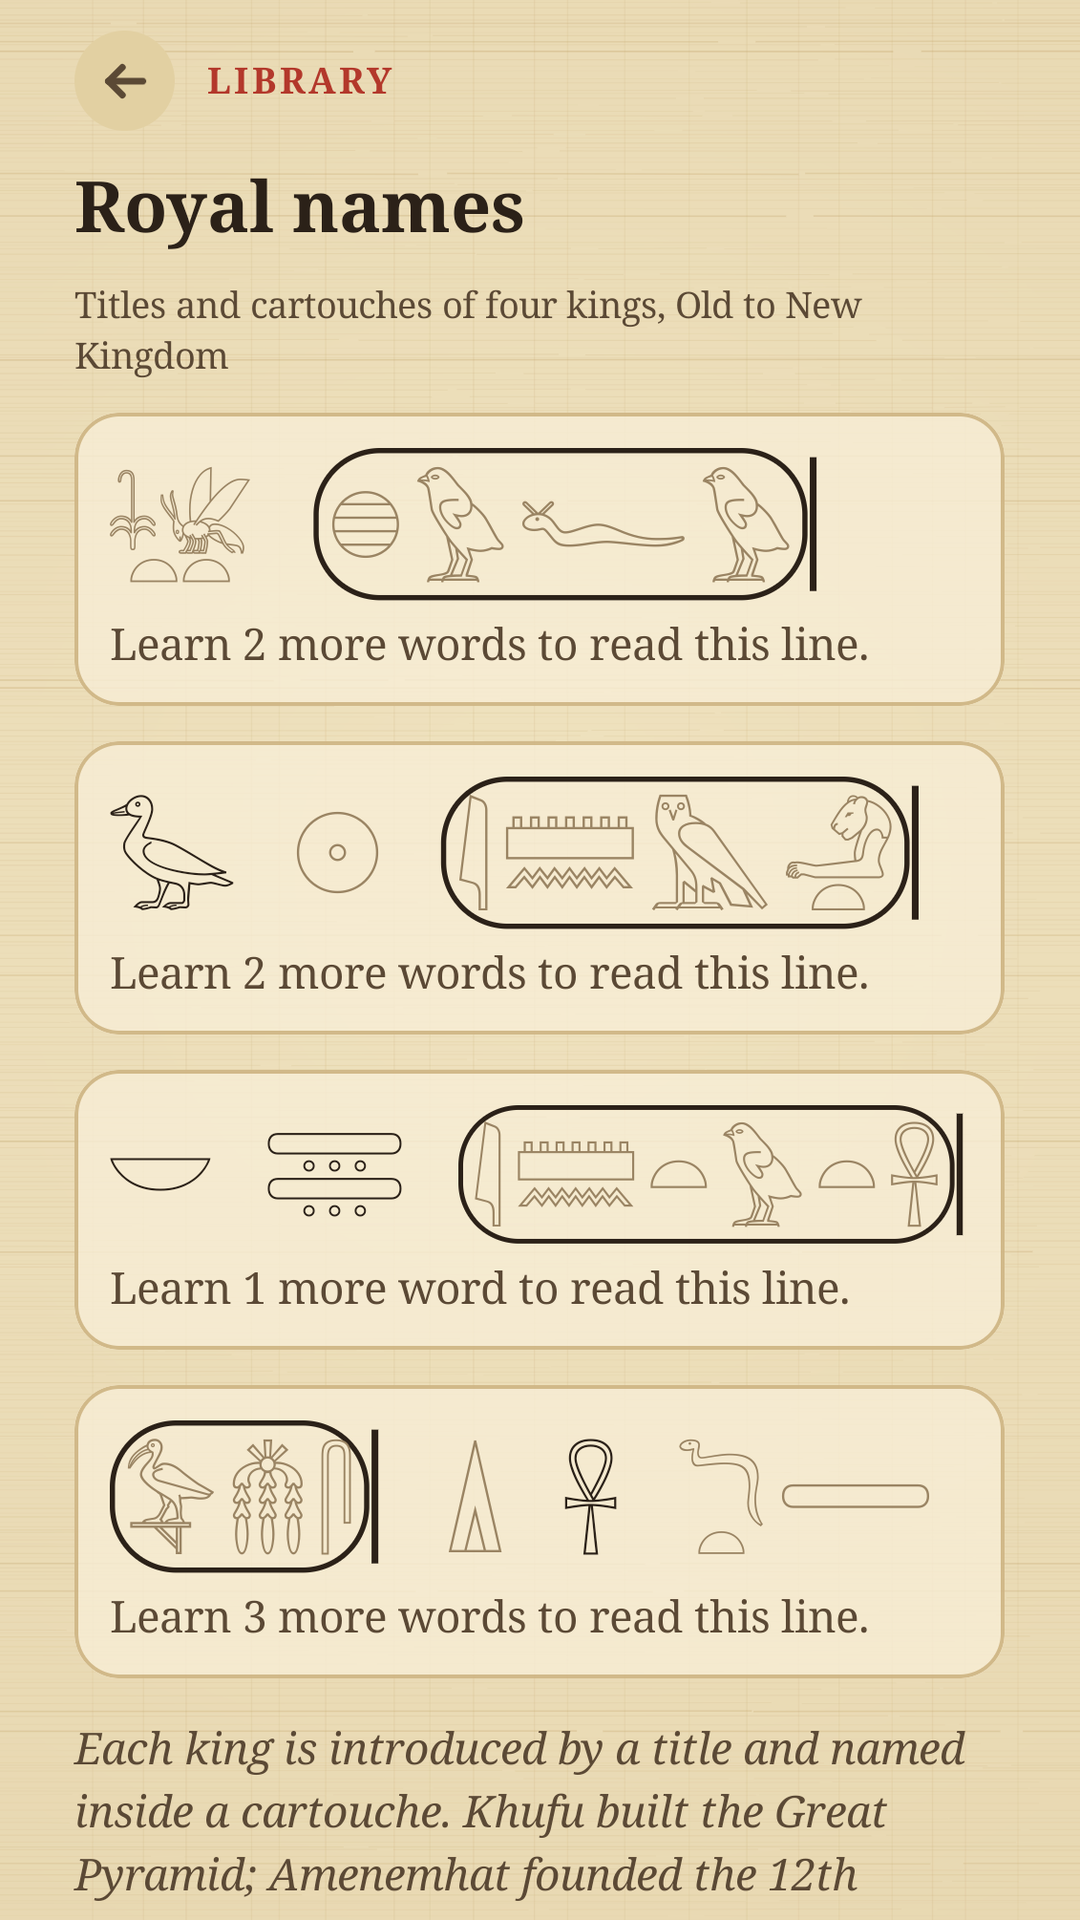 LIBRARY
Royal names
Titles and cartouches of four kings, Old to New
Kingdom
Learn 2 more words to read this line.
Learn 2 more words to read this line.
Learn 1 more word to read this line.
Learn 3 more words to read this line.
Each king is introduced by a title and named
inside a cartouche. Khufu built the Great
Pyramid; Amenemhat founded the 12th